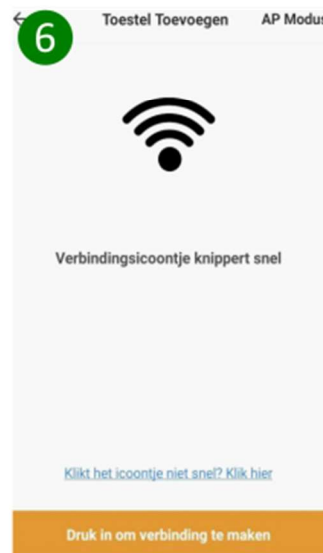 6
Toestel Toevoegen
AP Modus
Verbindingsicoontje knippert snel
Klikt het icoontje niet snel? Klik hier
Druk in om verbinding te maken